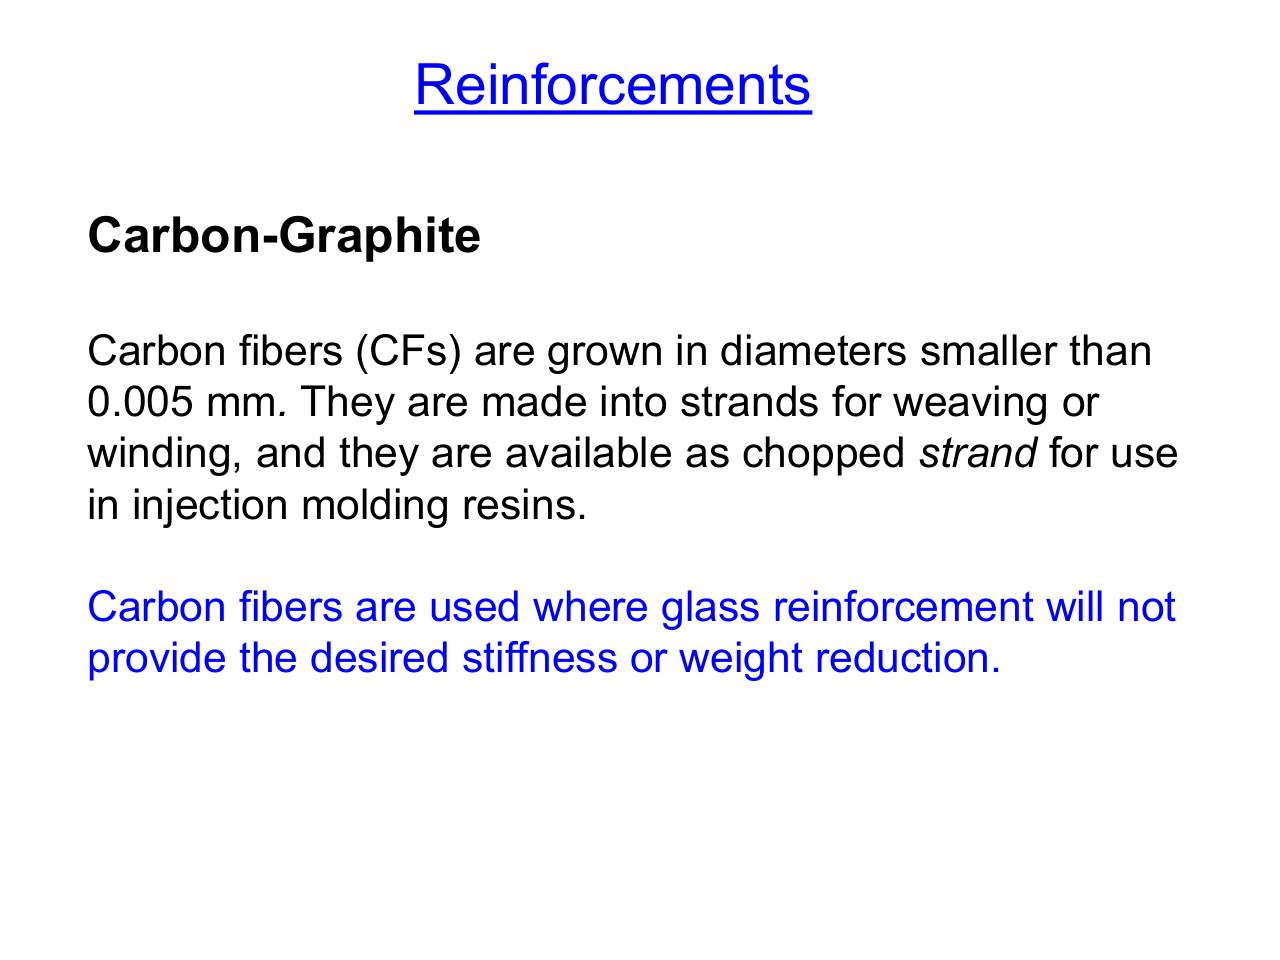 Reinforcements
Carbon-Graphite
Carbon fibers (CFs) are grown in diameters smaller than
0.005 mm. They are made into strands for weaving or
winding, and they are available as chopped strand for use
in injection molding resins.
Carbon fibers are used where glass reinforcement will not
provide the desired stiffness or weight reduction.